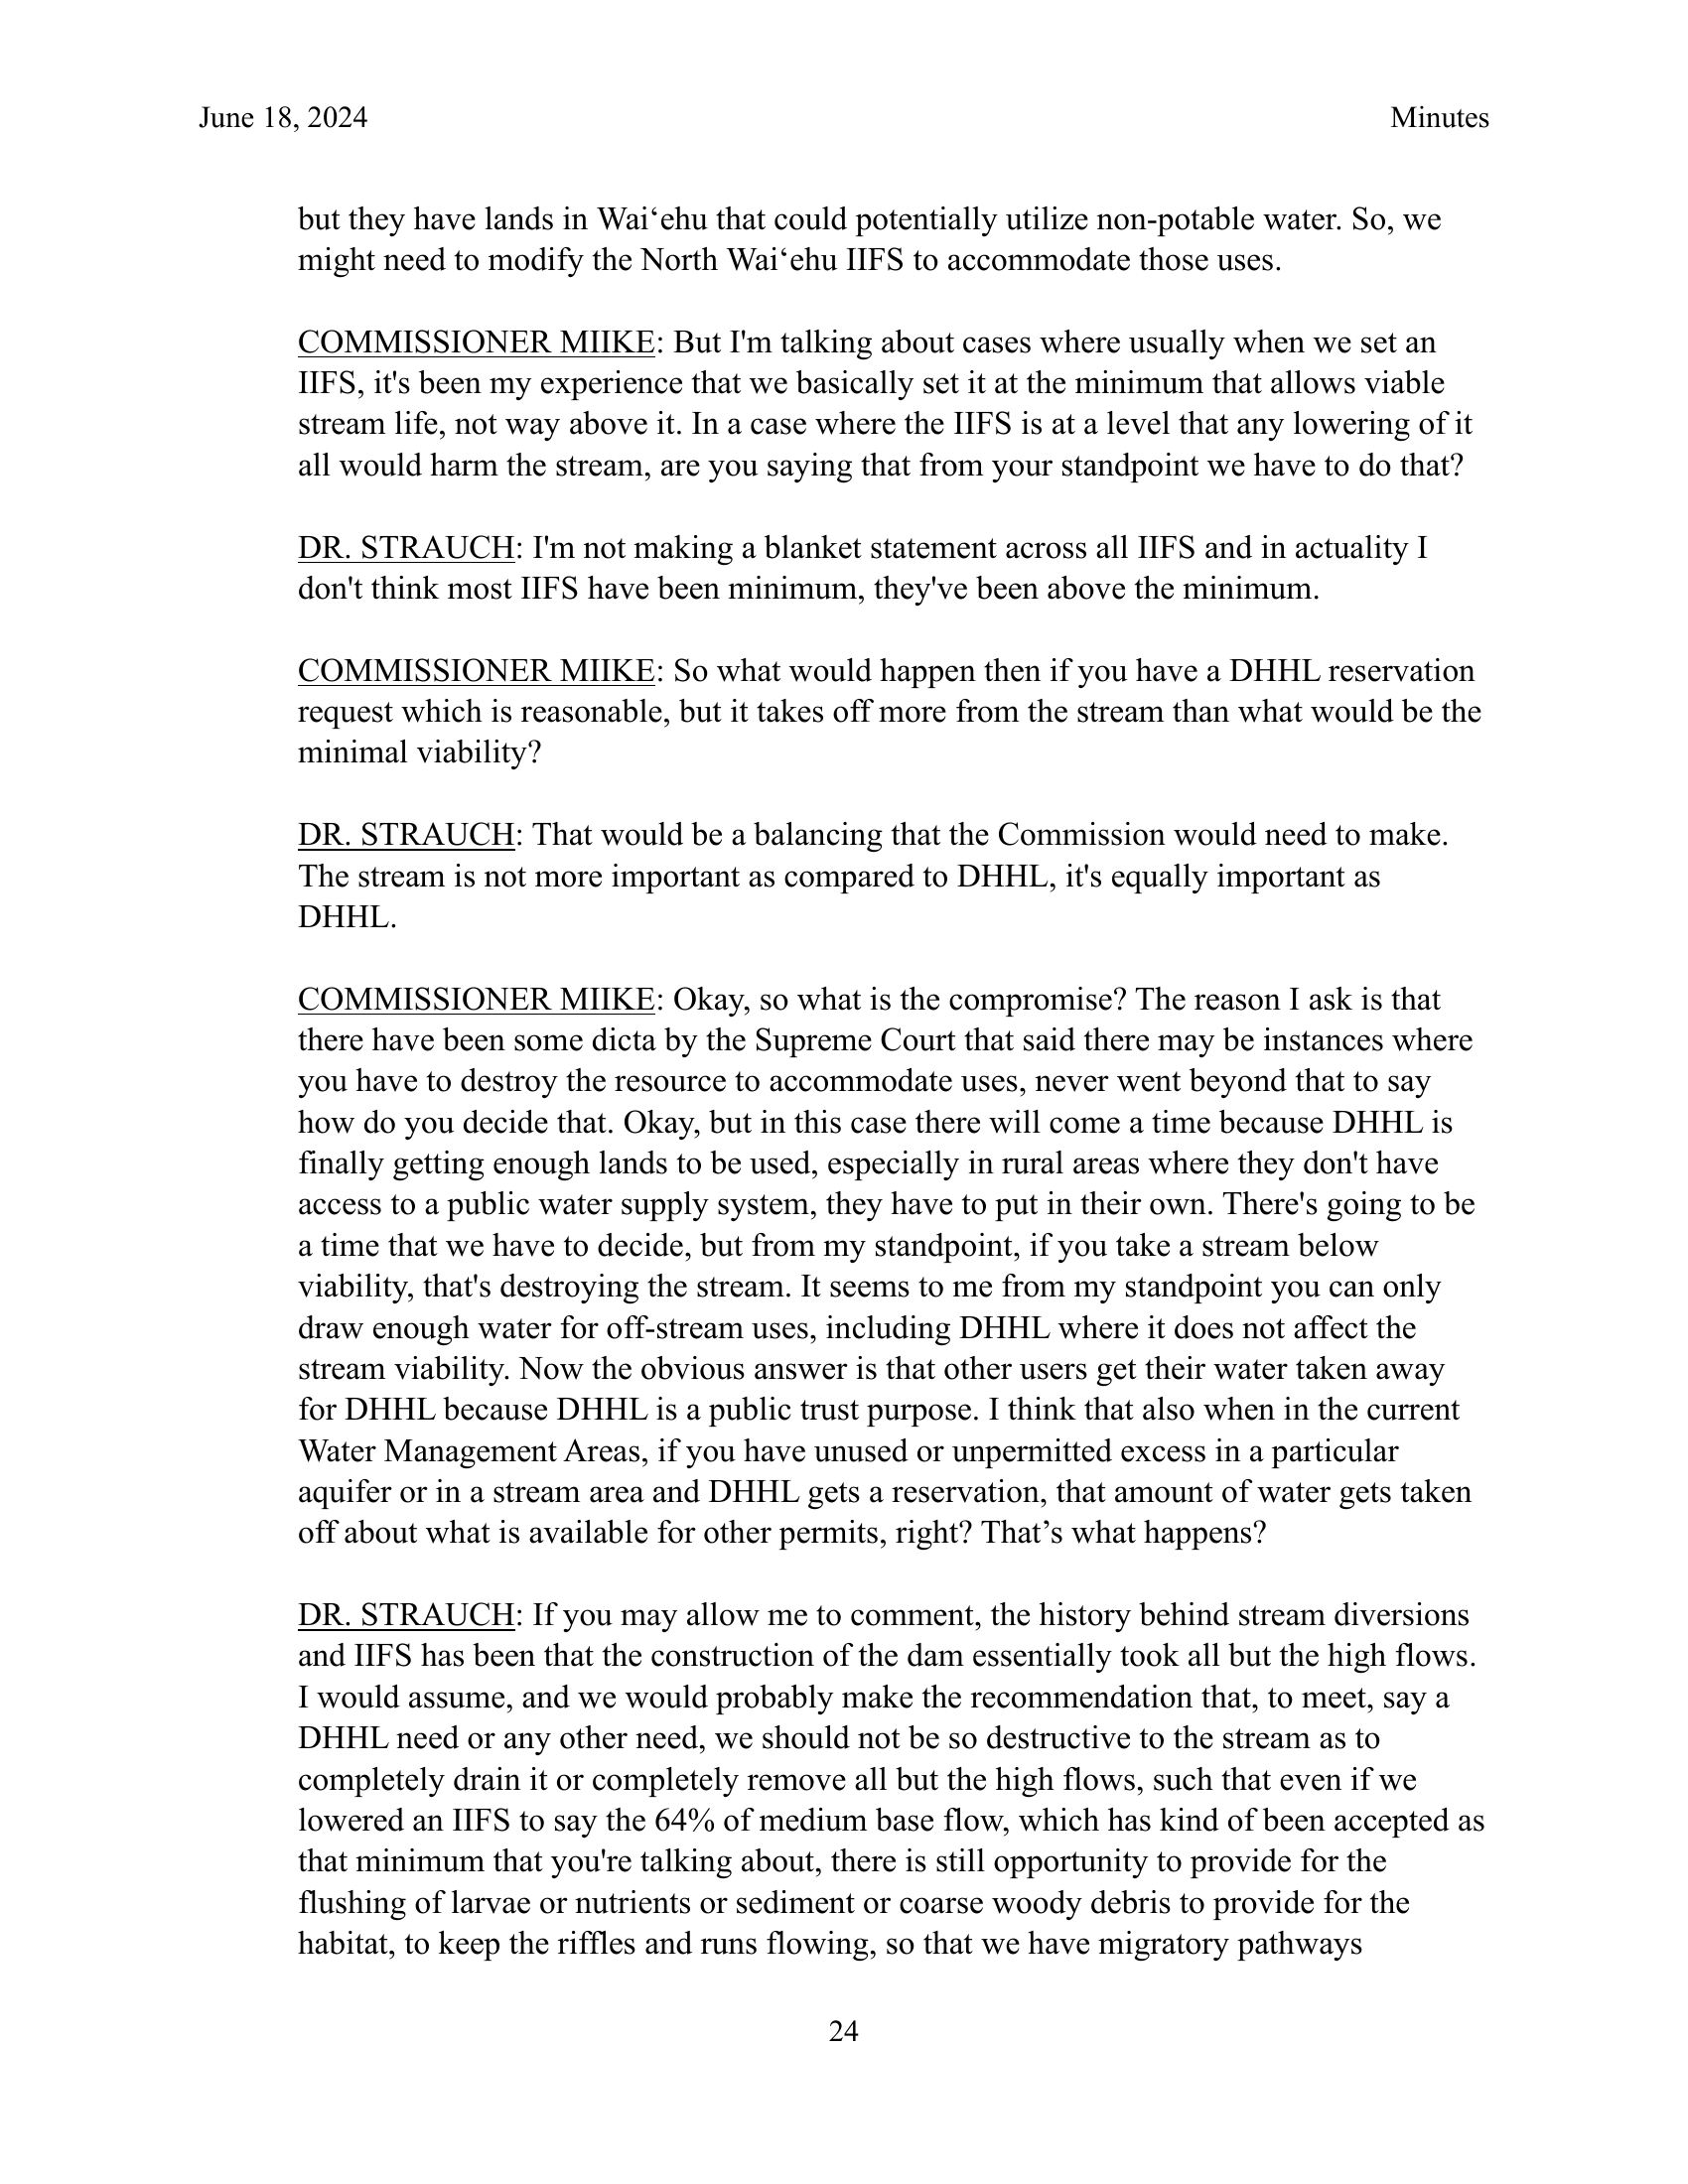 June 18, 2024 Minutes
but they have lands in Wai‘ehu that could potentially utilize non-potable water. So, we
might need to modify the North Wai‘ehu IIFS to accommodate those uses.
COMMISSIONER MIIKE: But I'm talking about cases where usually when we set an
IIFS, it's been my experience that we basically set it at the minimum that allows viable
stream life, not way above it. In a case where the IIFS is at a level that any lowering of it
all would harm the stream, are you saying that from your standpoint we have to do that?
DR. STRAUCH: I'm not making a blanket statement across all IIFS and in actuality I
don't think most IIFS have been minimum, they've been above the minimum.
COMMISSIONER MIIKE: So what would happen then if you have a DHHL reservation
request which is reasonable, but it takes off more from the stream than what would be the
minimal viability?
DR. STRAUCH: That would be a balancing that the Commission would need to make.
The stream is not more important as compared to DHHL, it's equally important as
DHHL.
COMMISSIONER MIIKE: Okay, so what is the compromise? The reason I ask is that
there have been some dicta by the Supreme Court that said there may be instances where
you have to destroy the resource to accommodate uses, never went beyond that to say
how do you decide that. Okay, but in this case there will come a time because DHHL is
finally getting enough lands to be used, especially in rural areas where they don't have
access to a public water supply system, they have to put in their own. There's going to be
a time that we have to decide, but from my standpoint, if you take a stream below
viability, that's destroying the stream. It seems to me from my standpoint you can only
draw enough water for off-stream uses, including DHHL where it does not affect the
stream viability. Now the obvious answer is that other users get their water taken away
for DHHL because DHHL is a public trust purpose. I think that also when in the current
Water Management Areas, if you have unused or unpermitted excess in a particular
aquifer or in a stream area and DHHL gets a reservation, that amount of water gets taken
off about what is available for other permits, right? That’s what happens?
DR. STRAUCH: If you may allow me to comment, the history behind stream diversions
and IIFS has been that the construction of the dam essentially took all but the high flows.
I would assume, and we would probably make the recommendation that, to meet, say a
DHHL need or any other need, we should not be so destructive to the stream as to
completely drain it or completely remove all but the high flows, such that even if we
lowered an IIFS to say the 64% of medium base flow, which has kind of been accepted as
that minimum that you're talking about, there is still opportunity to provide for the
flushing of larvae or nutrients or sediment or coarse woody debris to provide for the
habitat, to keep the riffles and runs flowing, so that we have migratory pathways
24